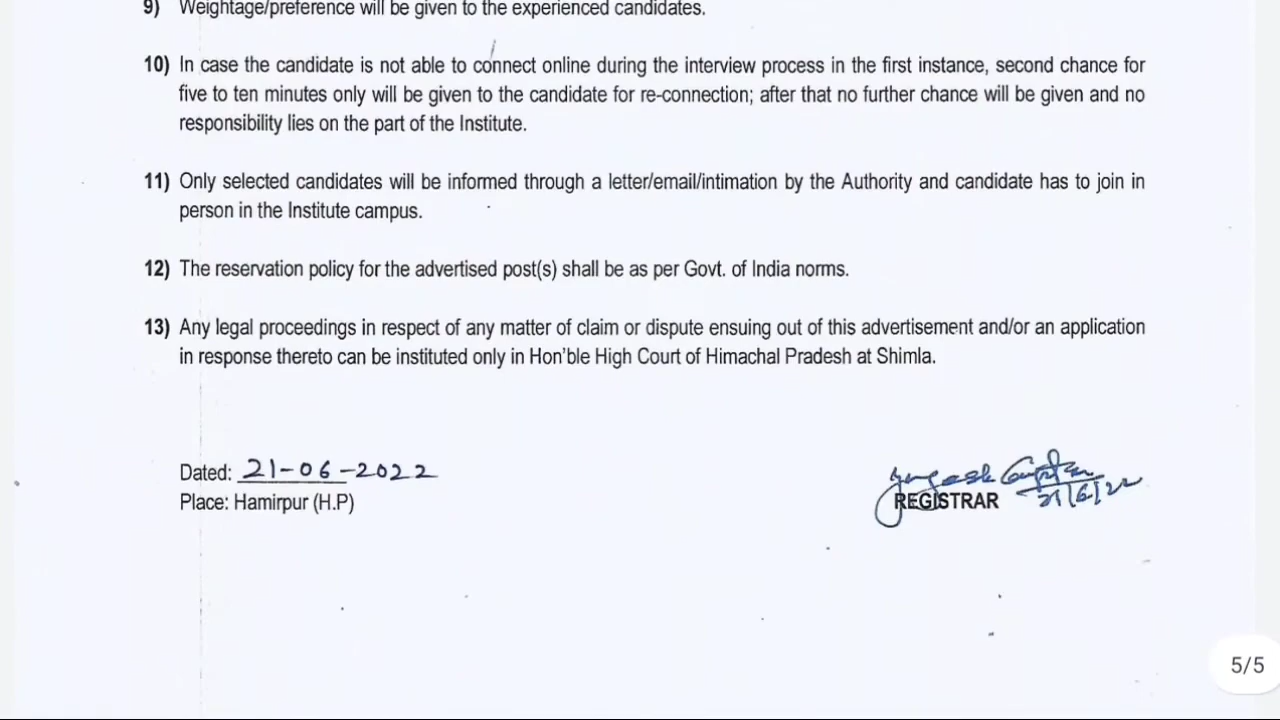 9) Weightage/preference will be given to the experienced candidates.
10) In case the candidate is not able to connect online during the interview process in the first instance, second chance for
five to ten minutes only will be given to the candidate for re-connection; after that no further chance will be given and no
responsibility lies on the part of the Institute.
11) Only selected candidates will be informed through a letter/email/intimation by the Authority and candidate has to join in
person in the Institute campus.
12) The reservation policy for the advertised post(s) shall be as per Govt. of India norms.
13) Any legal proceedings in respect of any matter of claim or dispute ensuing out of this advertisement and/or an application
in response thereto can be instituted only in Hon'ble High Court of Himachal Pradesh at Shimla.
Dated: 21-06-2022
Place: Hamirpur (H.P)
Gupta
REGISTRAR 21/6/22
5/5